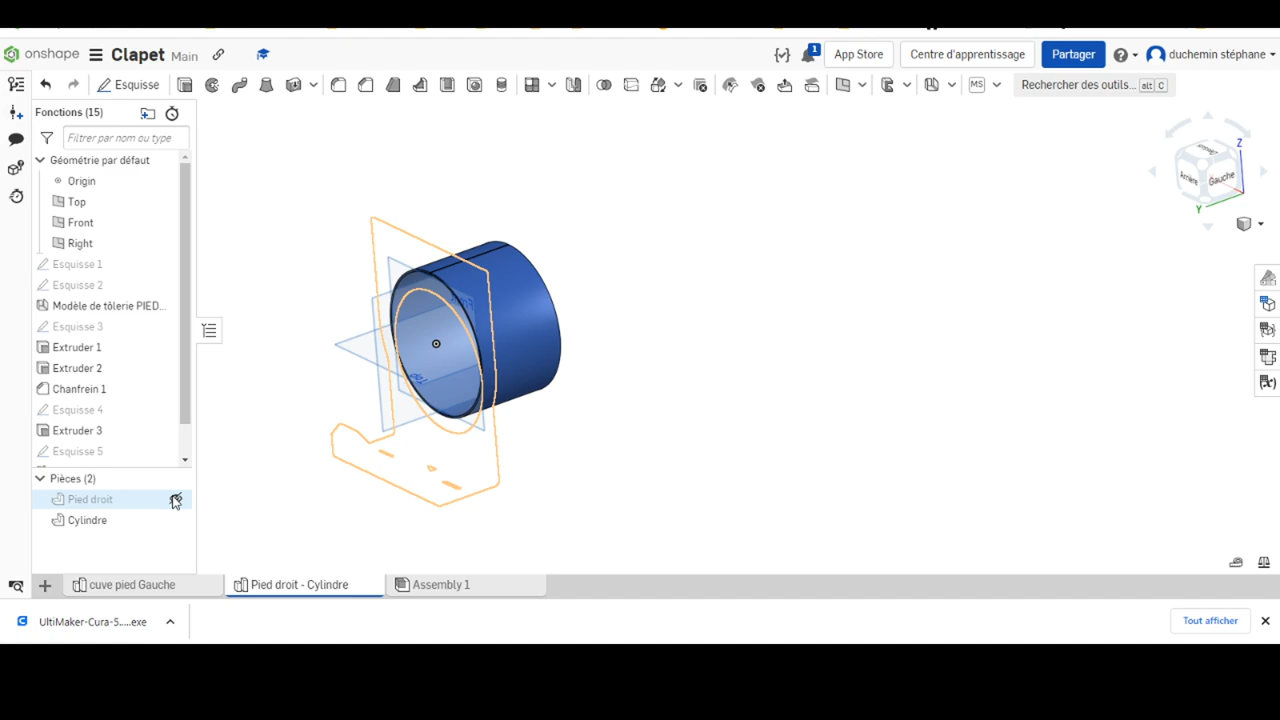 onshape Clapet Main 1 App Store Centre d'apprentissage Partager duchemin stéphane
Esquisse MS Rechercher des outils... alt C
Fonctions (15)
Filtrer par nom ou type
Géométrie par défaut
Origin
Top
Front
Right
Esquisse 1
Esquisse 2
Modèle de tôlerie PIED...
Esquisse 3
Extruder 1
Extruder 2
Chanfrein 1
Esquisse 4
Extruder 3
Esquisse 5
Pièces (2)
Pied droit
Cylindre
Z
Arrière Gauche
Y
cuve pied Gauche Pied droit - Cylindre Assembly 1
UltiMaker-Cura-5.....exe Tout afficher